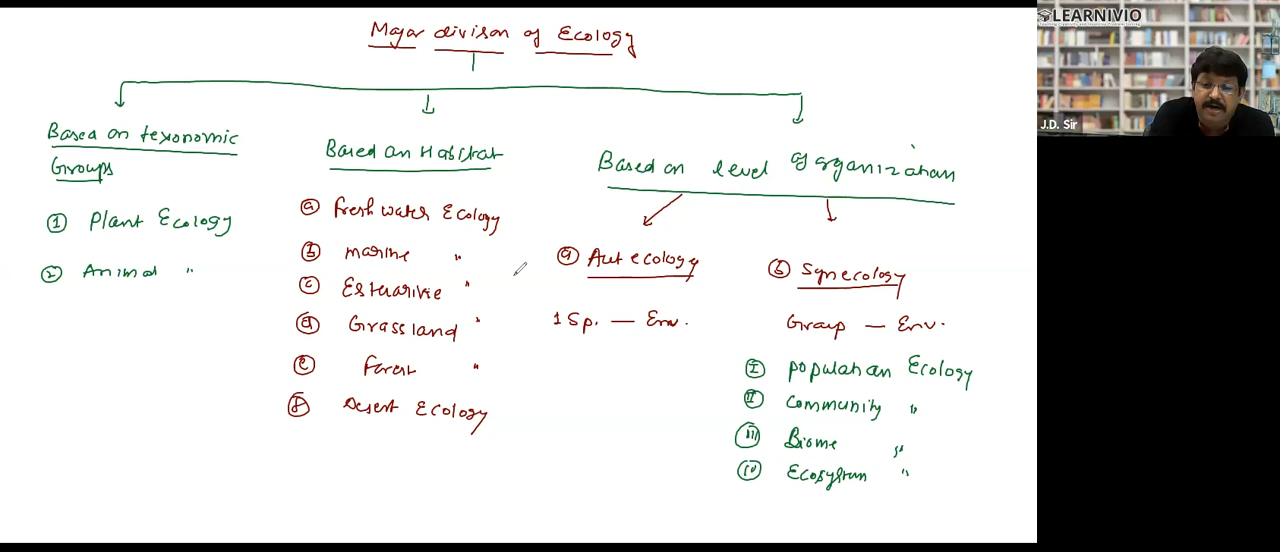 Major divison of Ecology
Based on texonomic
Groups
① Plant Ecology
② Animal "
Based on Habitat
ⓐ Fresh water Ecology
ⓑ marine "
ⓒ Estuarine "
ⓓ Grassland "
ⓔ Forest "
ⓕ Desert Ecology
Based on level of organization
ⓐ Autecology
1 Sp. — Env.
ⓑ Synecology
Group — Env.
Ⓘ population Ecology
Ⓘⓘ Community "
(iii) Biome "
(iv) Ecosystem "
LEARNIVIO
J.D. Sir